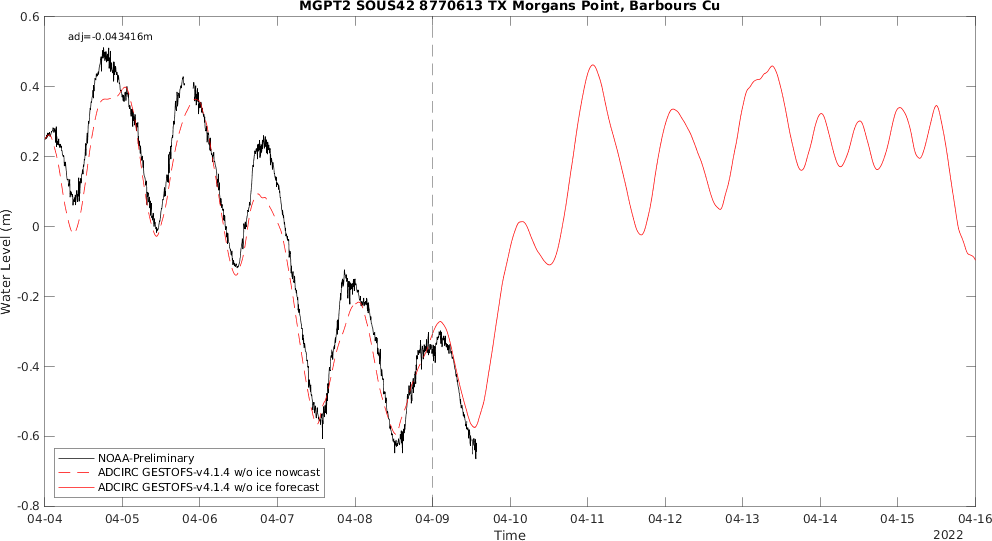 MGPT2 SOUS42 8770613 TX Morgans Point, Barbours Cu
adj=-0.043416m
0.6
0.4
0.2
0
-0.2
-0.4
-0.6
-0.8
Water Level (m)
NOAA-Preliminary
ADCIRC GESTOFS-v4.1.4 w/o ice nowcast
ADCIRC GESTOFS-v4.1.4 w/o ice forecast
04-04 04-05 04-06 04-07 04-08 04-09 04-10 04-11 04-12 04-13 04-14 04-15 04-16
Time
2022